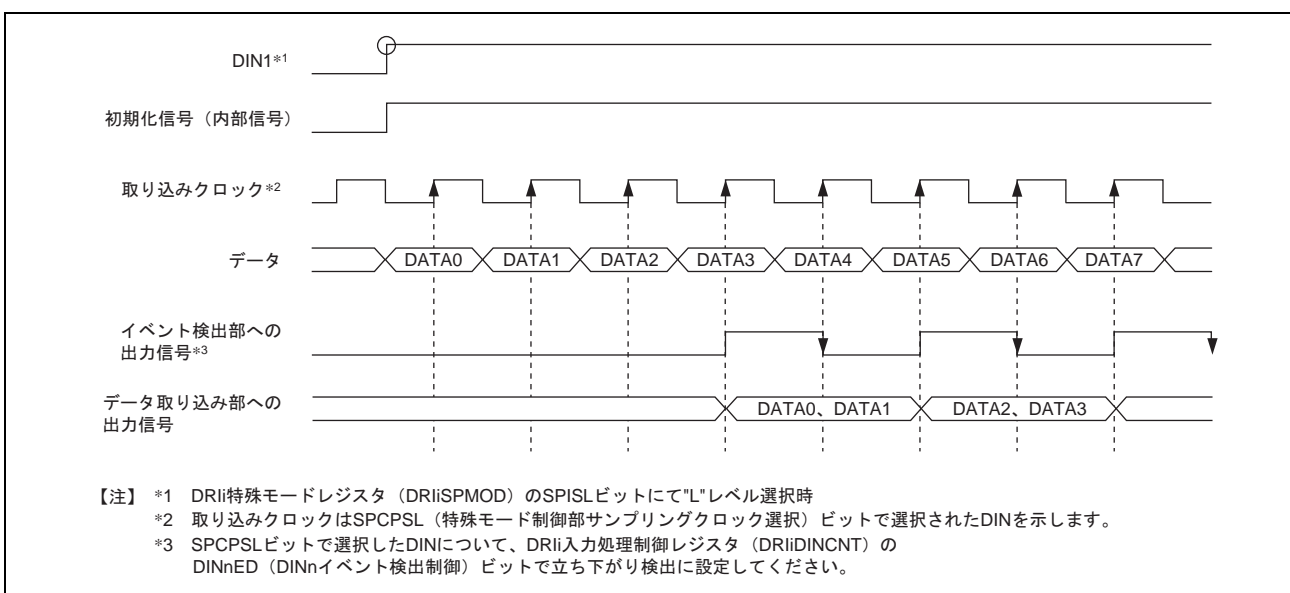 DIN1*1
初期化信号（内部信号）
取り込みクロック*2
データ
DATA0 DATA1 DATA2 DATA3 DATA4 DATA5 DATA6 DATA7
イベント検出部への
出力信号*3
データ取り込み部への
出力信号
DATA0、DATA1 DATA2、DATA3
【注】 *1 DRIi特殊モードレジスタ（DRIiSPMOD）のSPISLビットにて"L"レベル選択時
*2 取り込みクロックはSPCPSL（特殊モード制御部サンプリングクロック選択）ビットで選択されたDINを示します。
*3 SPCPSLビットで選択したDINについて、DRIi入力処理制御レジスタ（DRIiDINCNT）の
DINnED（DINnイベント検出制御）ビットで立ち下がり検出に設定してください。